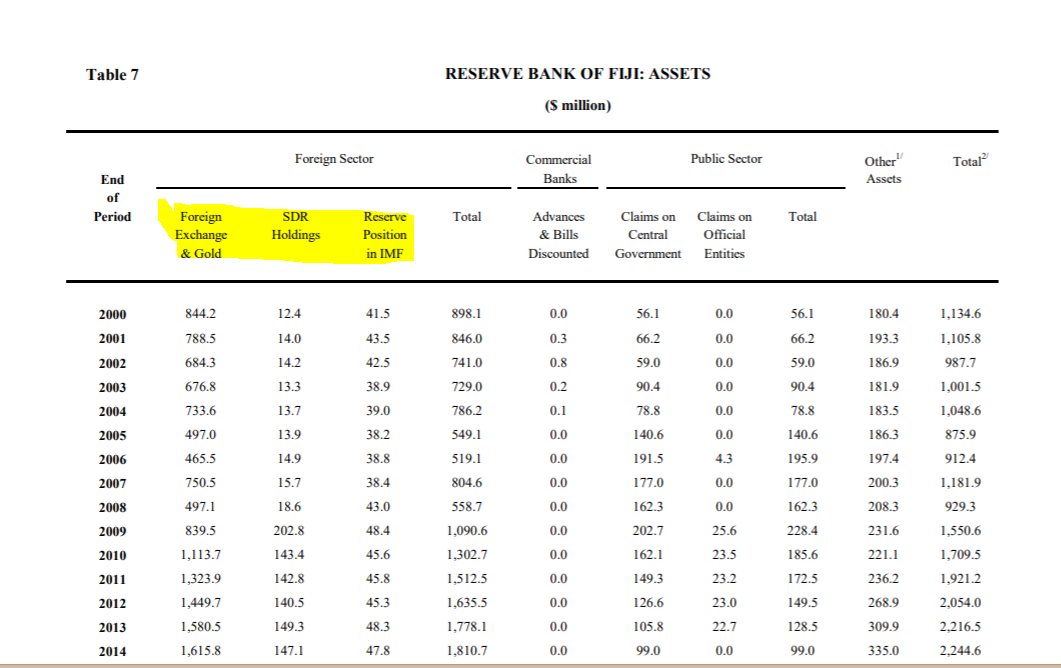 Table 7 RESERVE BANK OF FIJI: ASSETS
($ million)
Foreign Sector Commercial Banks Public Sector Other1/ Assets Total2/
End of Period Foreign Exchange & Gold SDR Holdings Reserve Position in IMF Total Advances & Bills Discounted Claims on Central Government Claims on Official Entities Total
2000 844.2 12.4 41.5 898.1 0.0 56.1 0.0 56.1 180.4 1,134.6
2001 788.5 14.0 43.5 846.0 0.3 66.2 0.0 66.2 193.3 1,105.8
2002 684.3 14.2 42.5 741.0 0.8 59.0 0.0 59.0 186.9 987.7
2003 676.8 13.3 38.9 729.0 0.2 90.4 0.0 90.4 181.9 1,001.5
2004 733.6 13.7 39.0 786.2 0.1 78.8 0.0 78.8 183.5 1,048.6
2005 497.0 13.9 38.2 549.1 0.0 140.6 0.0 140.6 186.3 875.9
2006 465.5 14.9 38.8 519.1 0.0 191.5 4.3 195.9 197.4 912.4
2007 750.5 15.7 38.4 804.6 0.0 177.0 0.0 177.0 200.3 1,181.9
2008 497.1 18.6 43.0 558.7 0.0 162.3 0.0 162.3 208.3 929.3
2009 839.5 202.8 48.4 1,090.6 0.0 202.7 25.6 228.4 231.6 1,550.6
2010 1,113.7 143.4 45.6 1,302.7 0.0 162.1 23.5 185.6 221.1 1,709.5
2011 1,323.9 142.8 45.8 1,512.5 0.0 149.3 23.2 172.5 236.2 1,921.2
2012 1,449.7 140.5 45.3 1,635.5 0.0 126.6 23.0 149.5 268.9 2,054.0
2013 1,580.5 149.3 48.3 1,778.1 0.0 105.8 22.7 128.5 309.9 2,216.5
2014 1,615.8 147.1 47.8 1,810.7 0.0 99.0 0.0 99.0 335.0 2,244.6